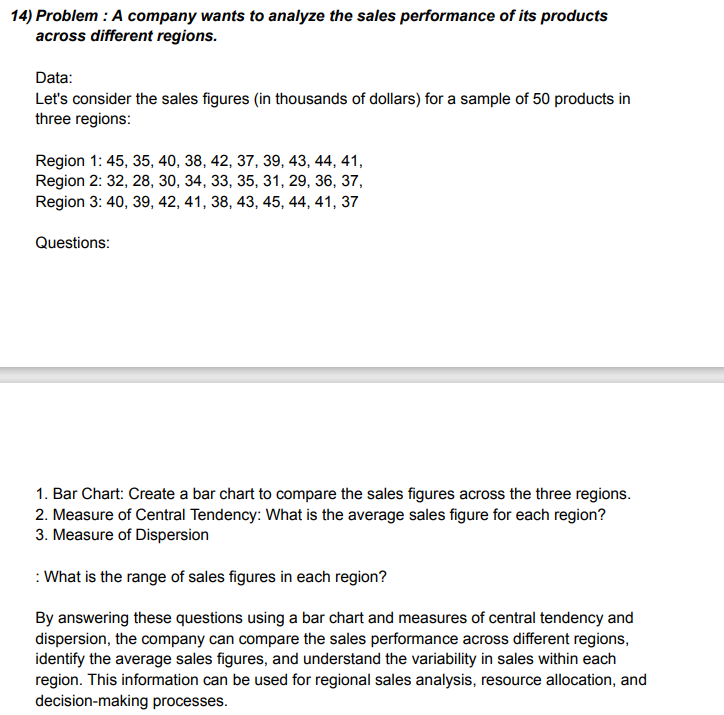 14) Problem : A company wants to analyze the sales performance of its products
across different regions.
Data:
Let's consider the sales figures (in thousands of dollars) for a sample of 50 products in
three regions:
Region 1: 45, 35, 40, 38, 42, 37, 39, 43, 44, 41,
Region 2: 32, 28, 30, 34, 33, 35, 31, 29, 36, 37,
Region 3: 40, 39, 42, 41, 38, 43, 45, 44, 41, 37
Questions:
1. Bar Chart: Create a bar chart to compare the sales figures across the three regions.
2. Measure of Central Tendency: What is the average sales figure for each region?
3. Measure of Dispersion
: What is the range of sales figures in each region?
By answering these questions using a bar chart and measures of central tendency and
dispersion, the company can compare the sales performance across different regions,
identify the average sales figures, and understand the variability in sales within each
region. This information can be used for regional sales analysis, resource allocation, and
decision-making processes.